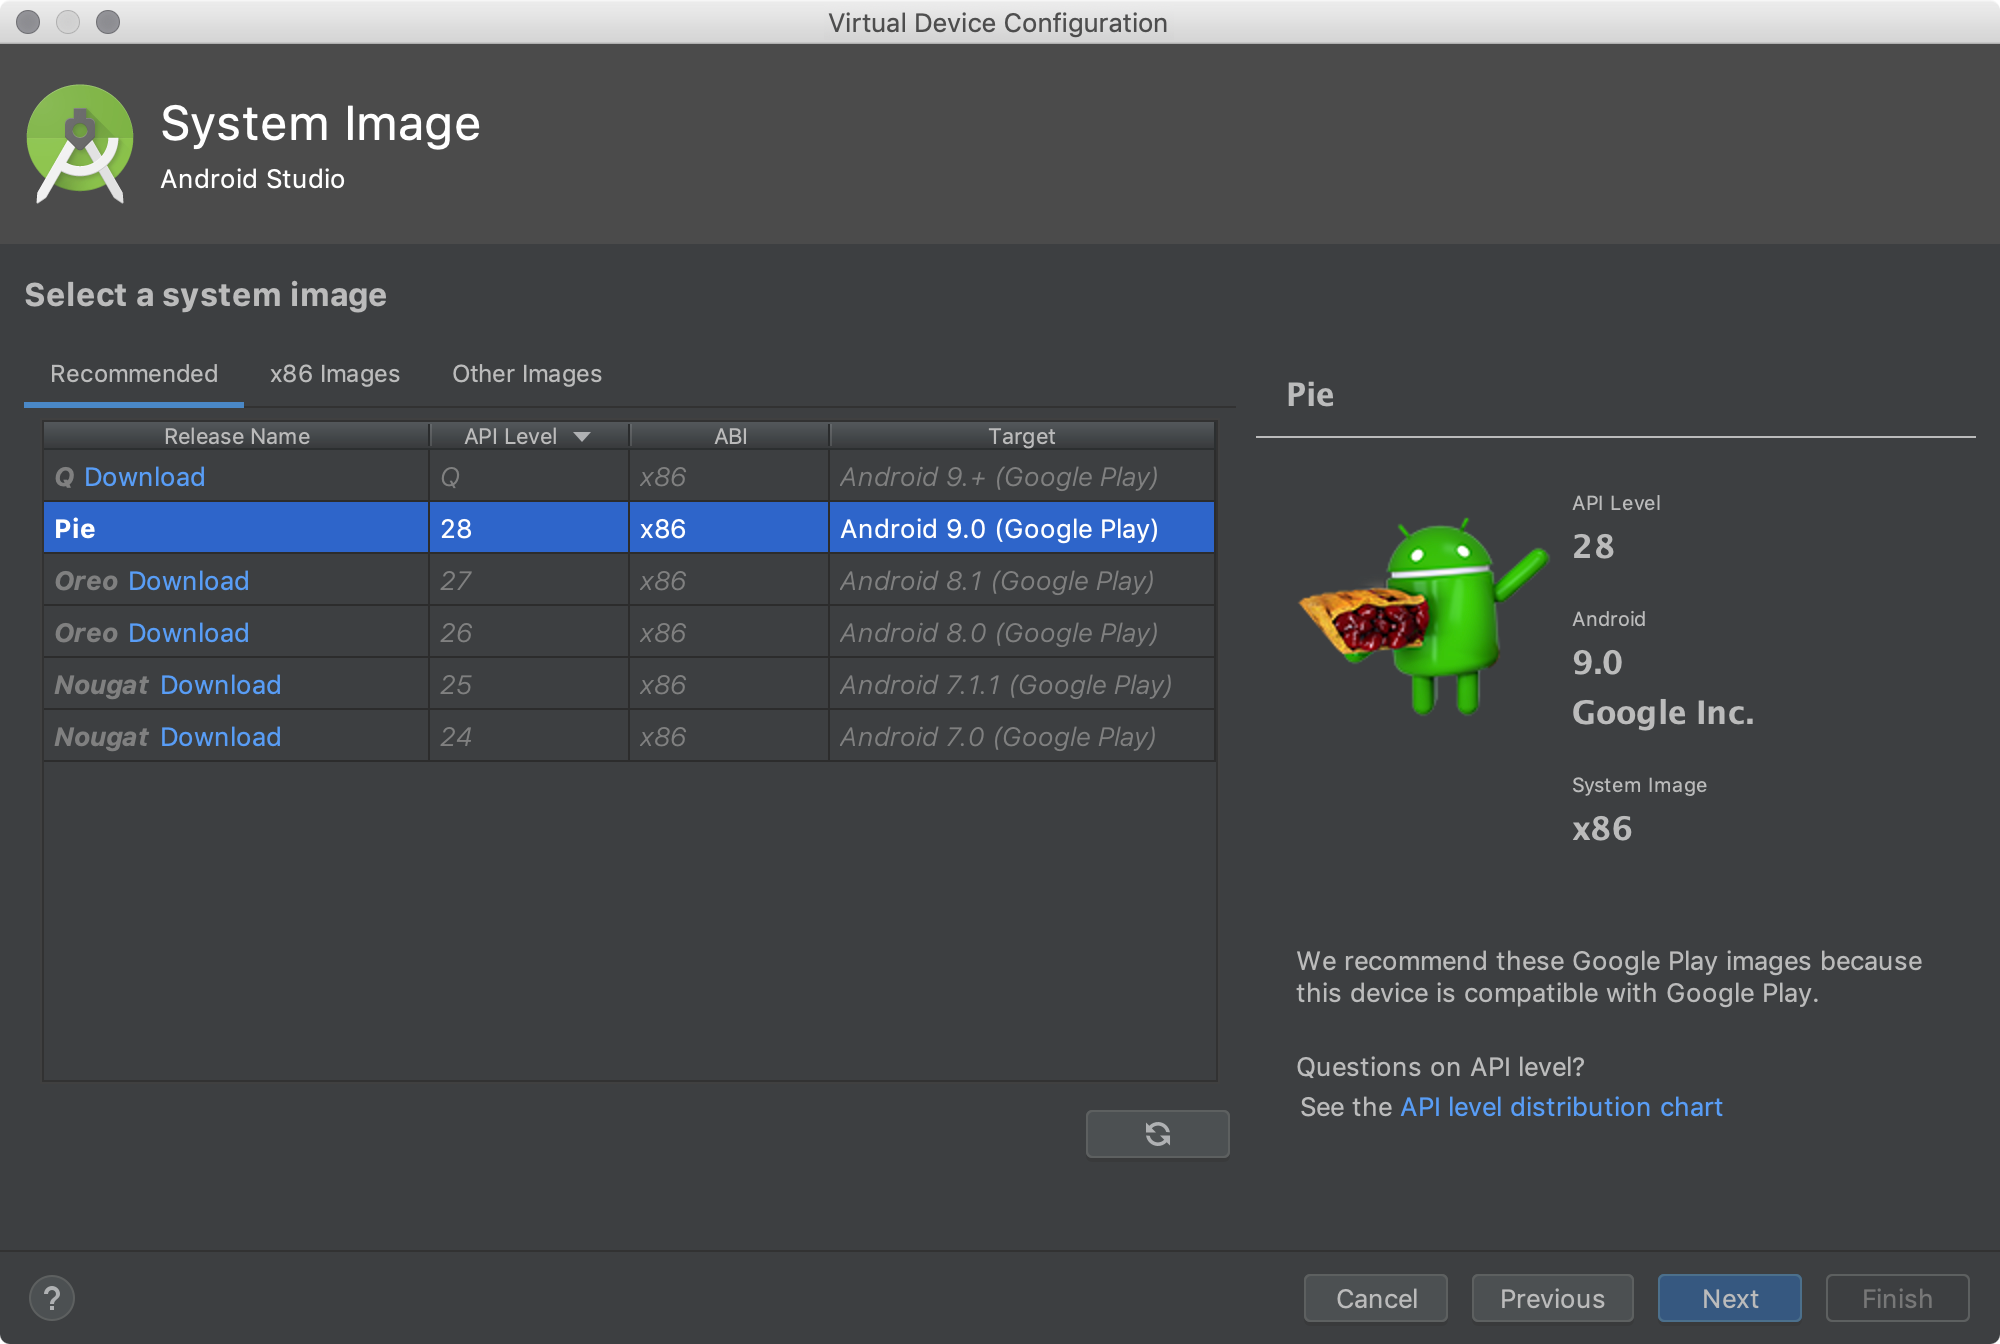 Virtual Device Configuration
System Image
Android Studio
Select a system image
Recommended x86 Images Other Images
Release Name API Level ABI Target
Q Download Q x86 Android 9.+ (Google Play)
Pie 28 x86 Android 9.0 (Google Play)
Oreo Download 27 x86 Android 8.1 (Google Play)
Oreo Download 26 x86 Android 8.0 (Google Play)
Nougat Download 25 x86 Android 7.1.1 (Google Play)
Nougat Download 24 x86 Android 7.0 (Google Play)
Pie
API Level
28
Android
9.0
Google Inc.
System Image
x86
We recommend these Google Play images because
this device is compatible with Google Play.
Questions on API level?
See the API level distribution chart
? Cancel Previous Next Finish